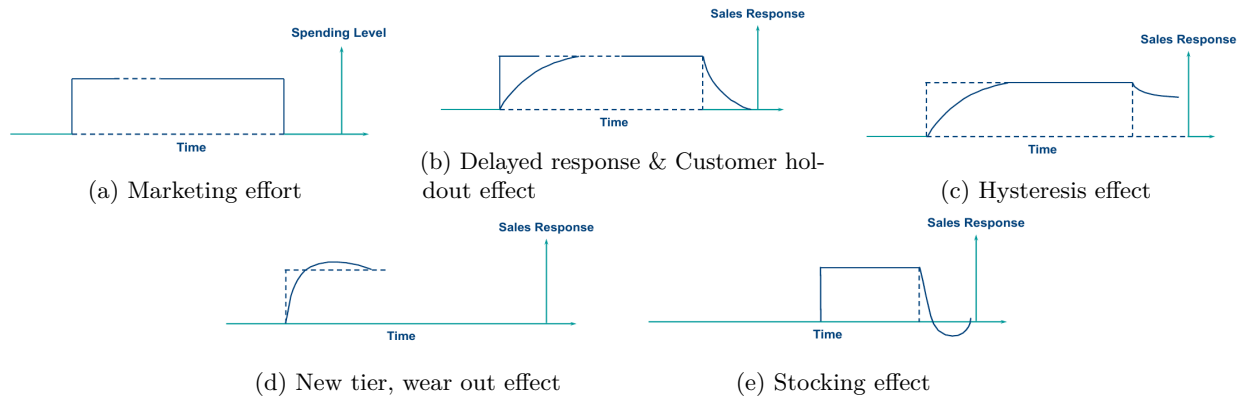 Spending Level
Time
(a) Marketing effort
Sales Response
Time
(b) Delayed response & Customer hol-
dout effect
Sales Response
Time
(c) Hysteresis effect
Sales Response
Time
(d) New tier, wear out effect
Sales Response
Time
(e) Stocking effect